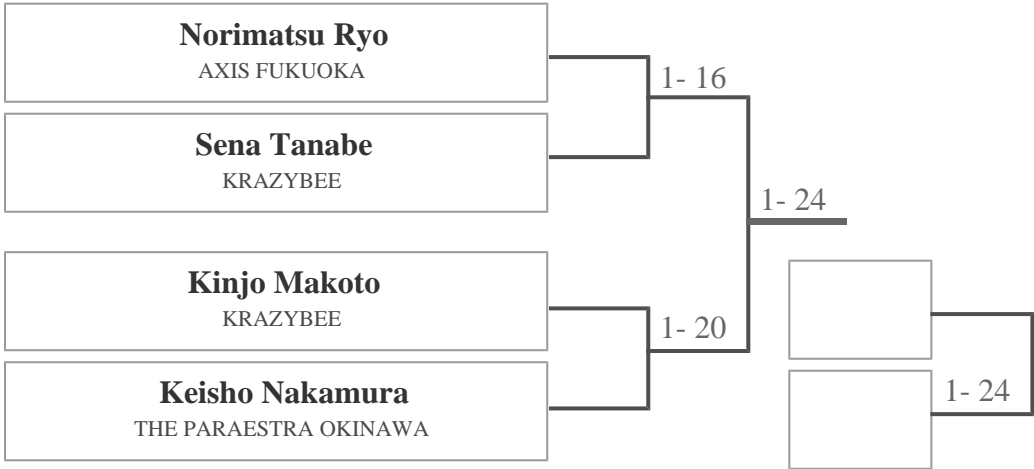 Norimatsu Ryo
AXIS FUKUOKA
1- 16
Sena Tanabe
KRAZYBEE
1- 24
Kinjo Makoto
KRAZYBEE
1- 20
Keisho Nakamura
THE PARAESTRA OKINAWA
1- 24